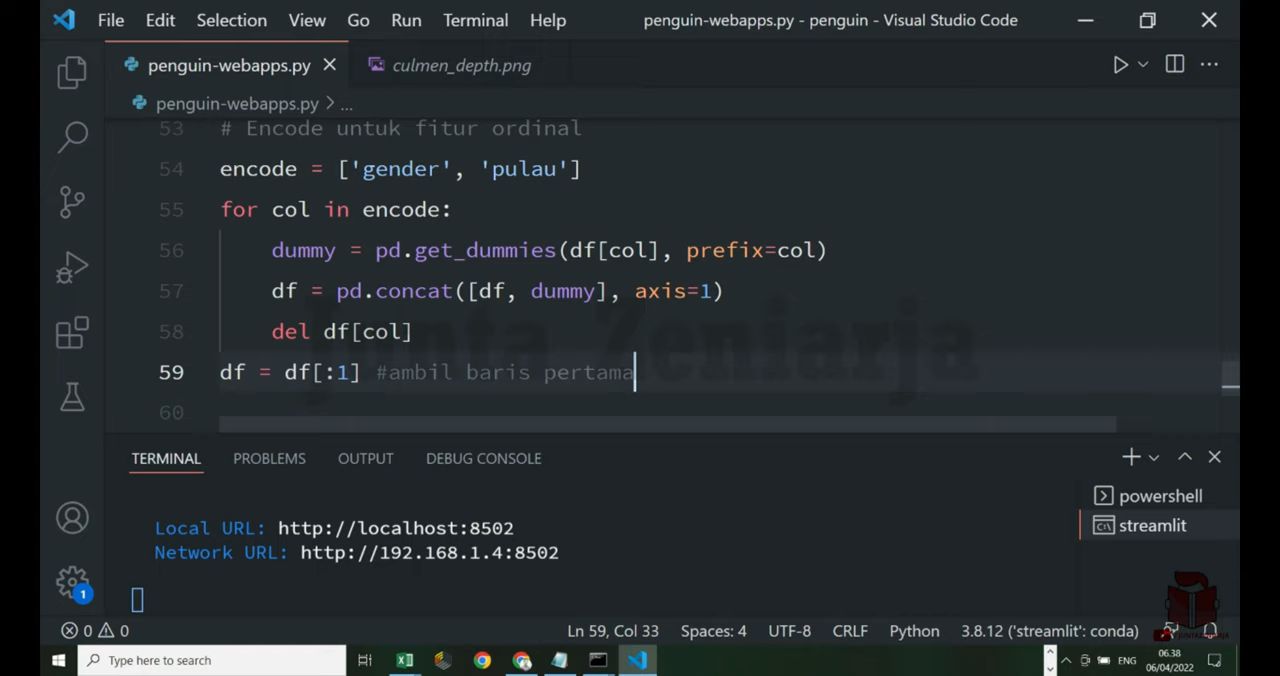 File Edit Selection View Go Run Terminal Help penguin-webapps.py - penguin - Visual Studio Code
penguin-webapps.py culmen_depth.png
penguin-webapps.py > ...
53 # Encode untuk fitur ordinal
54 encode = ['gender', 'pulau']
55 for col in encode:
56 dummy = pd.get_dummies(df[col], prefix=col)
57 df = pd.concat([df, dummy], axis=1)
58 del df[col]
59 df = df[:1] #ambil baris pertama
60
Junta Zeniarja
TERMINAL PROBLEMS OUTPUT DEBUG CONSOLE
powershell
streamlit
Local URL: http://localhost:8502
Network URL: http://192.168.1.4:8502
1
0 0 Ln 59, Col 33 Spaces: 4 UTF-8 CRLF Python 3.8.12 ('streamlit': conda)
Type here to search ENG 06.38
06/04/2022